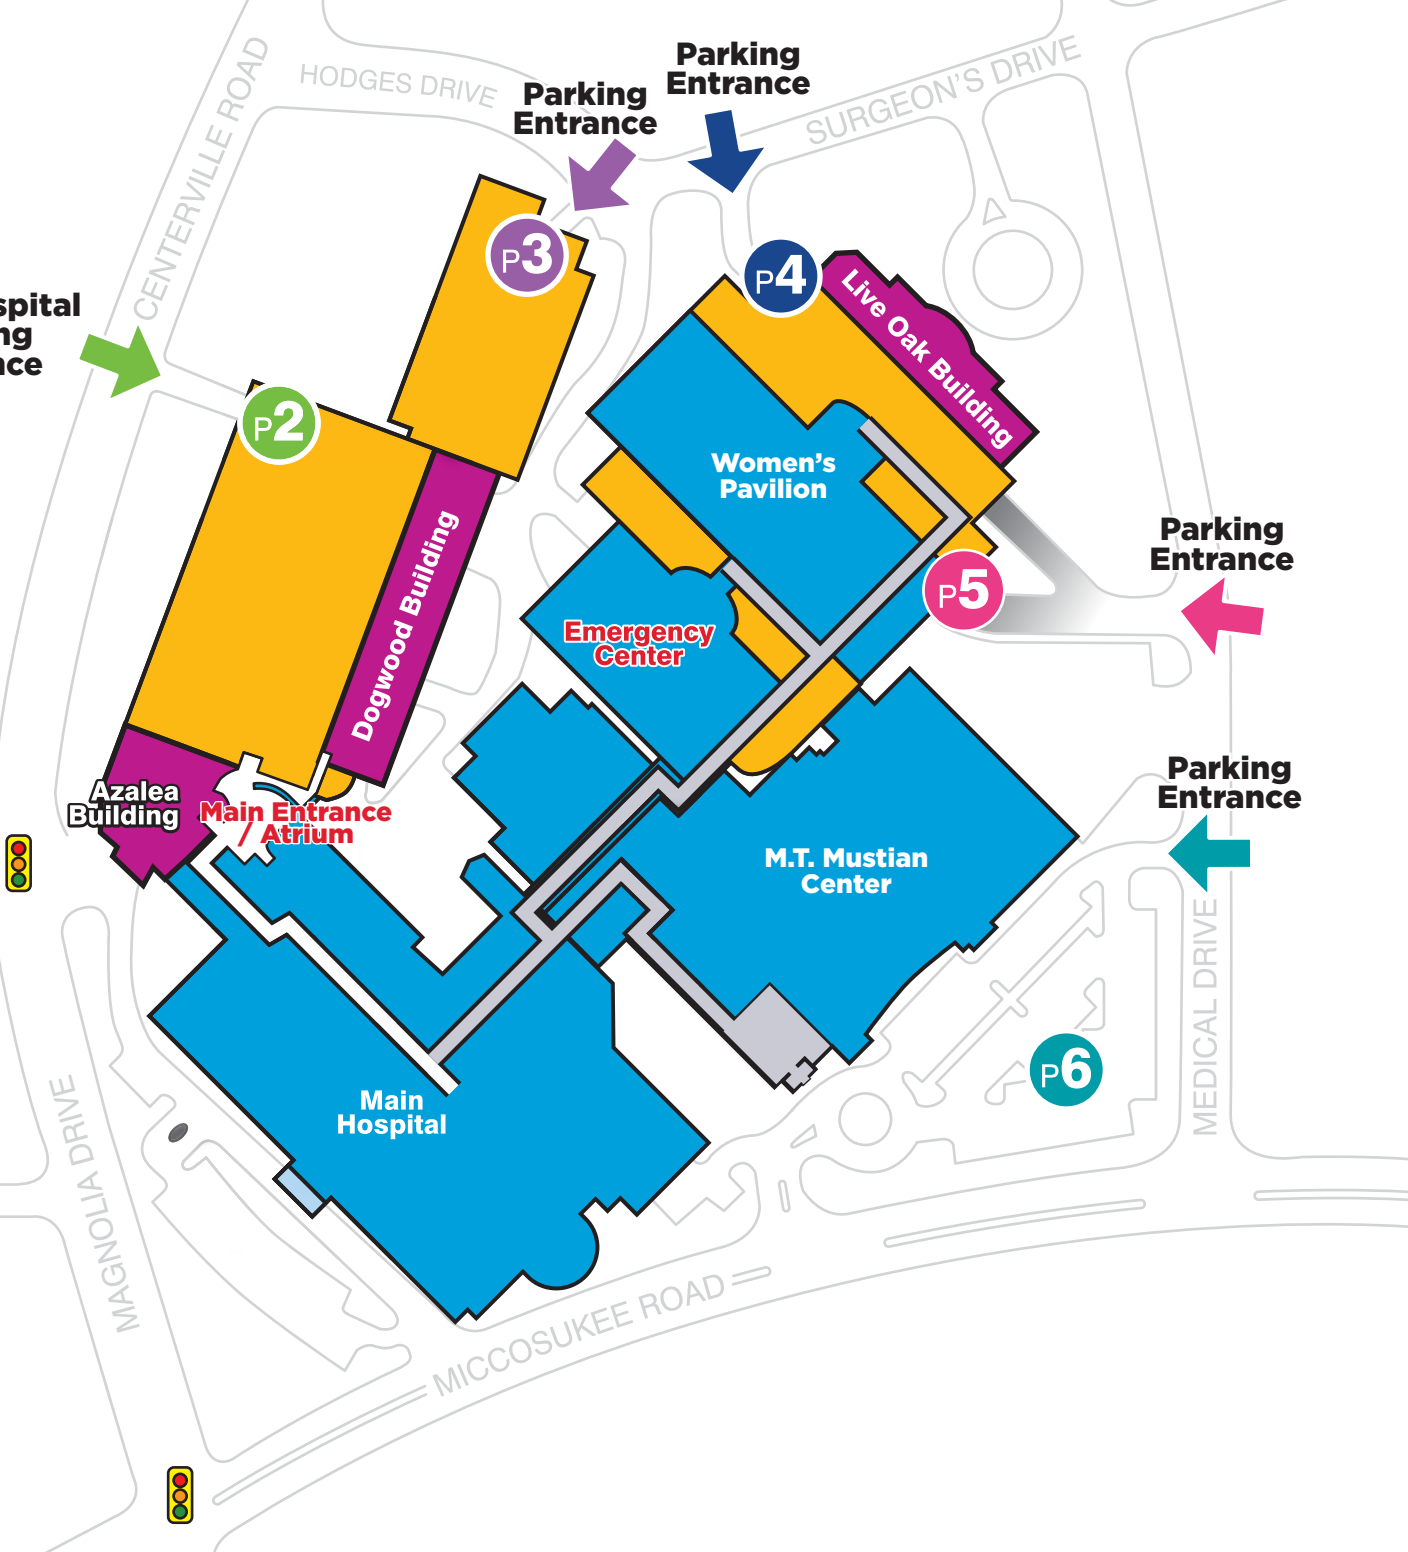 Parking
Entrance
Parking
Entrance
HODGES DRIVE
SURGEON'S DRIVE
CENTERVILLE ROAD
P3
P4
Live Oak Building
spital
ng
nce
P2
Women's
Pavilion
Dogwood Building
Parking
Entrance
P5
Emergency
Center
Azalea
Building
Main Entrance
/ Atrium
Parking
Entrance
M.T. Mustian
Center
MEDICAL DRIVE
P6
Main
Hospital
MAGNOLIA DRIVE
MICCOSUKEE ROAD